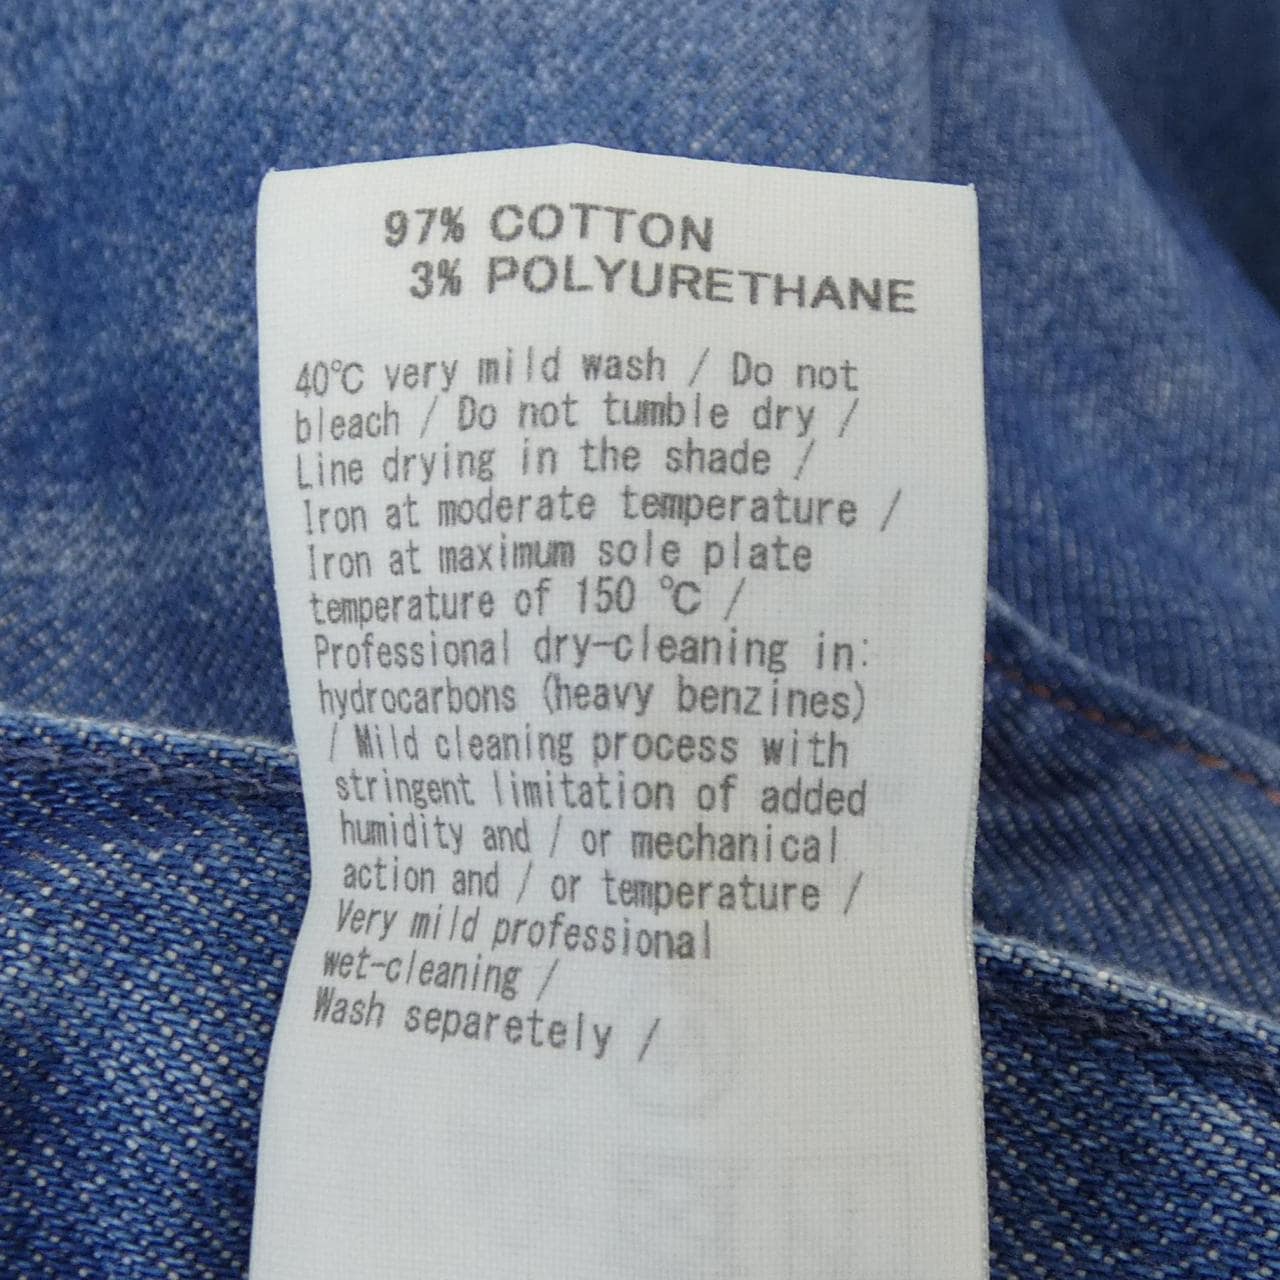 97% COTTON
3% POLYURETHANE
40℃ very mild wash / Do not
bleach / Do not tumble dry /
Line drying in the shade /
Iron at moderate temperature /
Iron at maximum sole plate
temperature of 150 ℃ /
Professional dry-cleaning in:
hydrocarbons (heavy benzines)
/ Mild cleaning process with
stringent limitation of added
humidity and / or mechanical
action and / or temperature /
Very mild professional
wet-cleaning /
Wash separetely /